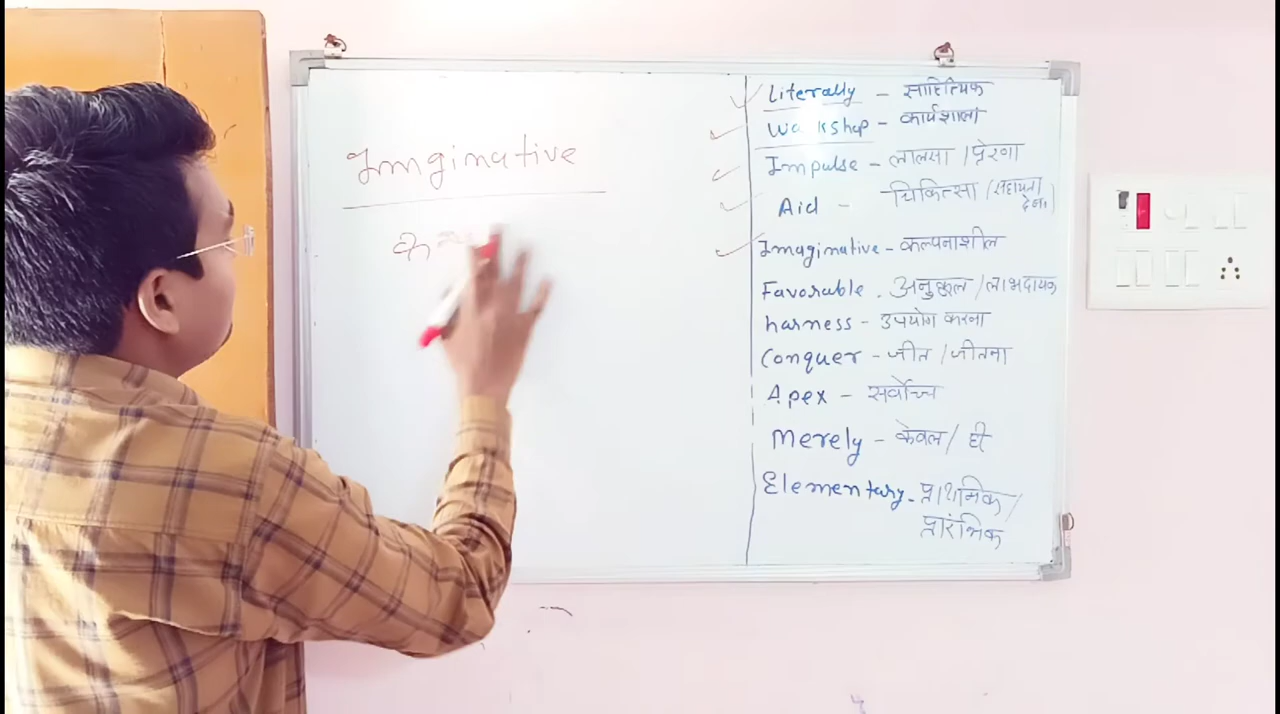 Imginative
Literally - साहित्यिक
Workshop - कार्यशाला
Impulse - लालसा / प्रेरणा
Aid - चिकित्सा (सहायता देना)
Imaginative - कल्पनाशील
Favorable - अनुकूल / लाभदायक
harness - उपयोग करना
Conquer - जीत / जीतना
Apex - सर्वोच्च
Merely - केवल / ही
Elementary - प्राथमिक /
प्रारंभिक